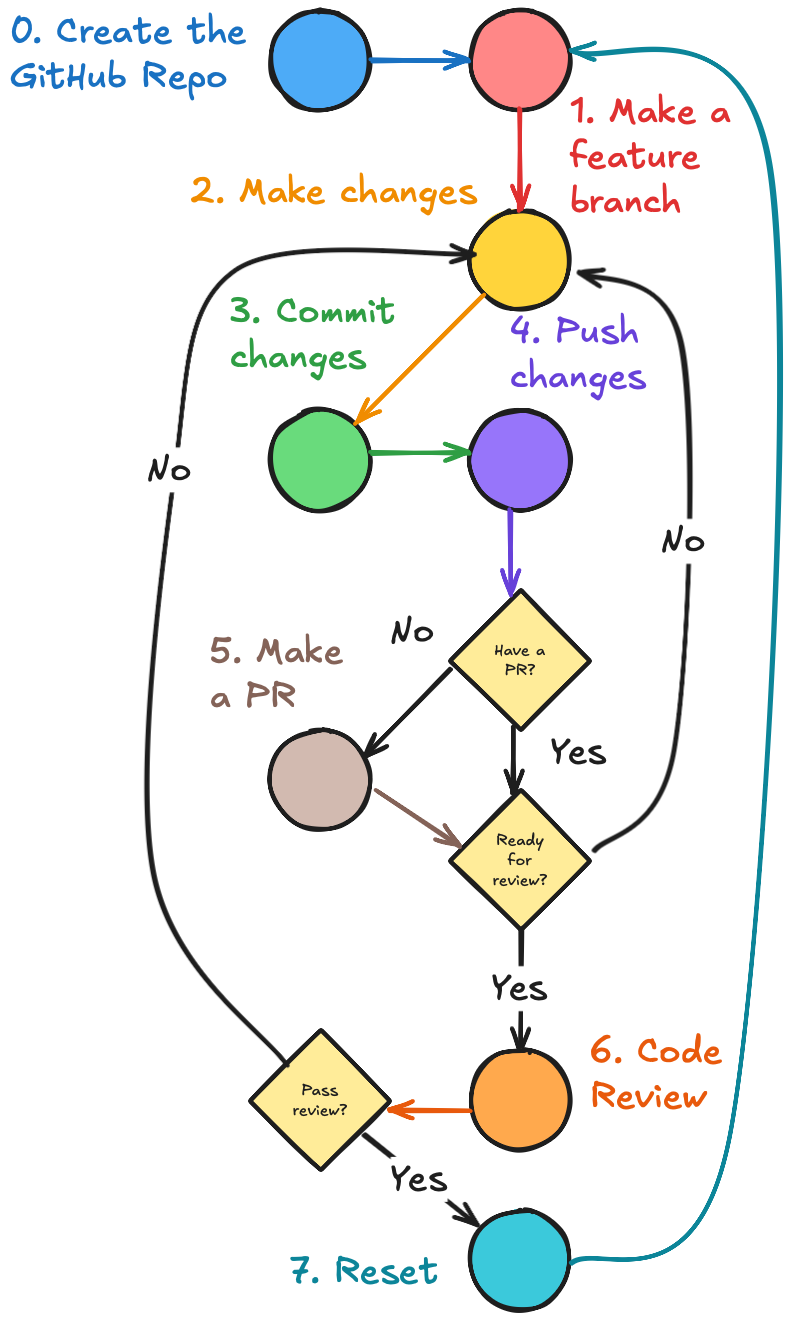 0. Create the
GitHub Repo
1. Make a
feature
branch
2. Make changes
3. Commit
changes
4. Push
changes
No
No
Have a
PR?
No
5. Make
a PR
Yes
Ready
for
review?
Yes
6. Code
Review
Pass
review?
Yes
7. Reset